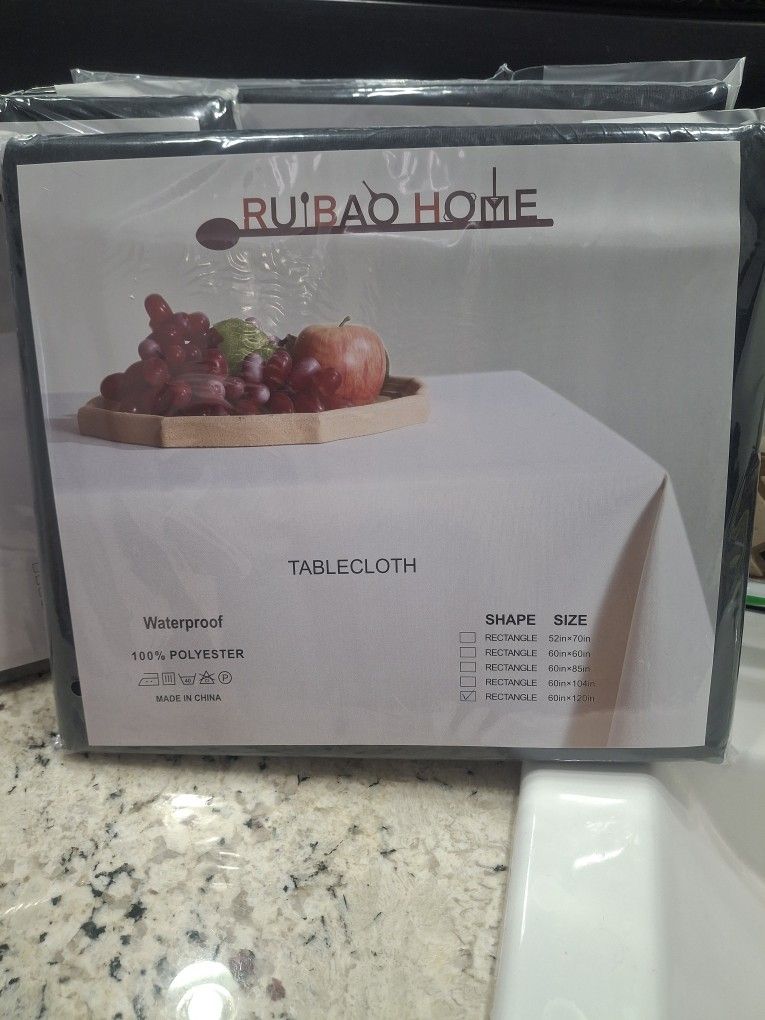 RUIBAO HOME
TABLECLOTH
Waterproof
100% POLYESTER
40 P
MADE IN CHINA
SHAPE SIZE
RECTANGLE 52in×70in
RECTANGLE 60in×60in
RECTANGLE 60in×85in
RECTANGLE 60in×104in
RECTANGLE 60in×120in